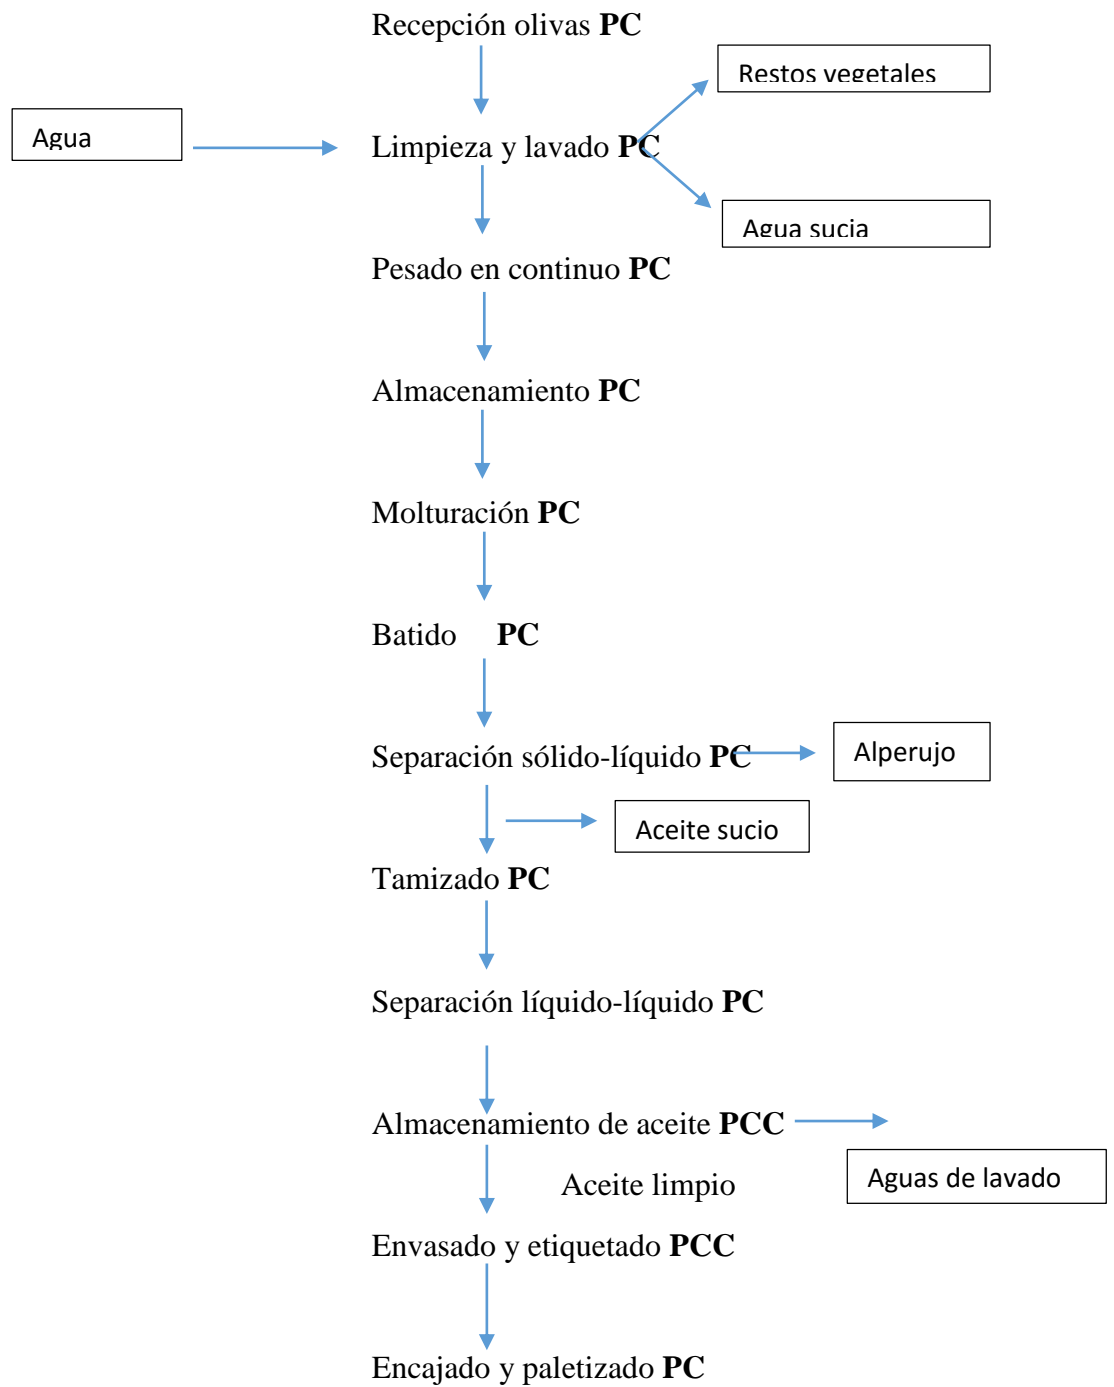 Recepción olivas PC
Restos vegetales
Agua
Limpieza y lavado PC
Agua sucia
Pesado en continuo PC
Almacenamiento PC
Molturación PC
Batido PC
Separación sólido-líquido PC
Alperujo
Aceite sucio
Tamizado PC
Separación líquido-líquido PC
Almacenamiento de aceite PCC
Aguas de lavado
Aceite limpio
Envasado y etiquetado PCC
Encajado y paletizado PC